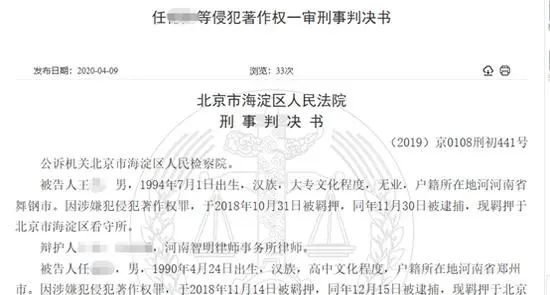 任 等侵犯著作权一审刑事判决书
发布日期：2020-04-09 浏览：33次
北京市海淀区人民法院
刑 事 判 决 书
（2019）京0108刑初441号
公诉机关北京市海淀区人民检察院。
被告人王 男，1994年7月1日出生，汉族，大专文化程度，无业，户籍所在地河河南省
舞钢市。因涉嫌犯侵犯著作权罪，于2018年10月31日被羁押，同年11月30日被逮捕，现羁押于
北京市海淀区看守所。
辩护人 ，河南智明律师事务所律师。
被告人任 男，1990年4月24日出生，汉族，高中文化程度，户籍所在地河南省郑州
市。因涉嫌犯侵犯著作权罪，于2018年11月14日被羁押，同年12月15日被逮捕，现羁押于北京